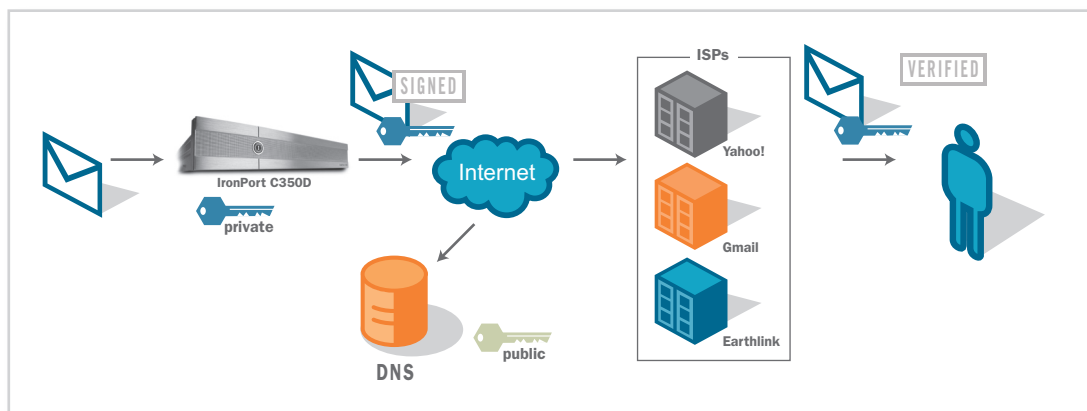 ISPs
SIGNED
VERIFIED
Yahoo!
Internet
IronPort C350D
private
Gmail
Earthlink
public
DNS